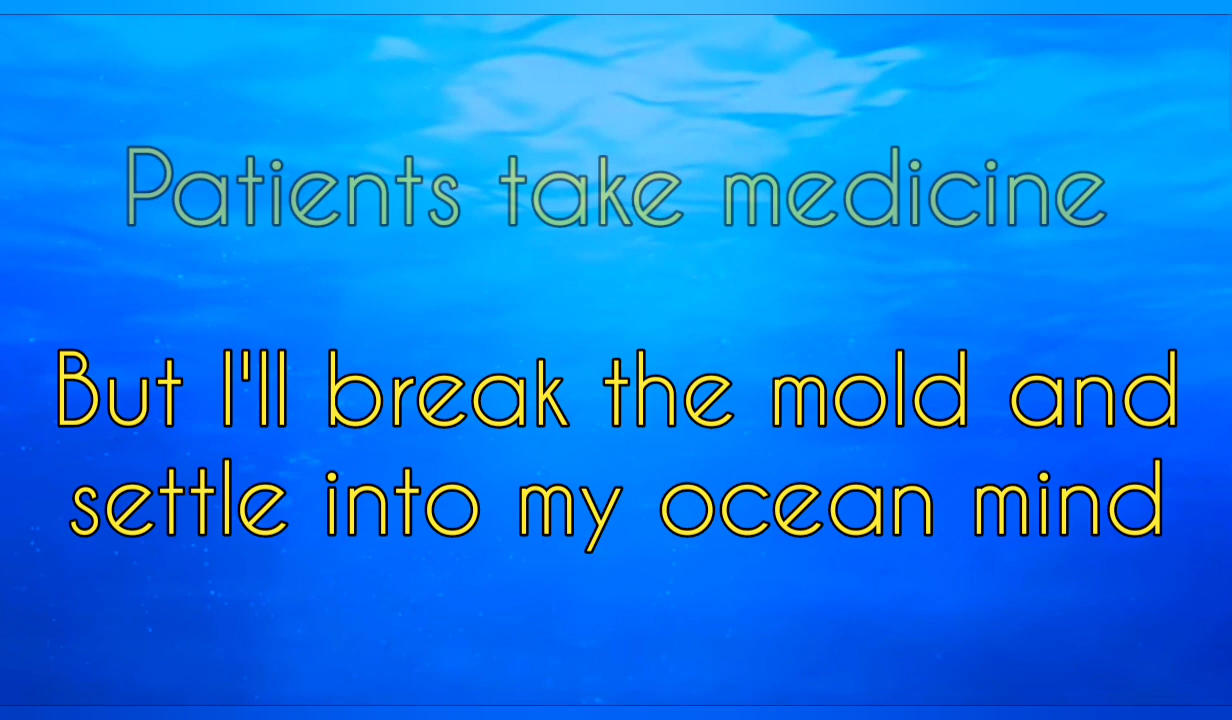 Patients take medicine
But I'll break the mold and
settle into my ocean mind